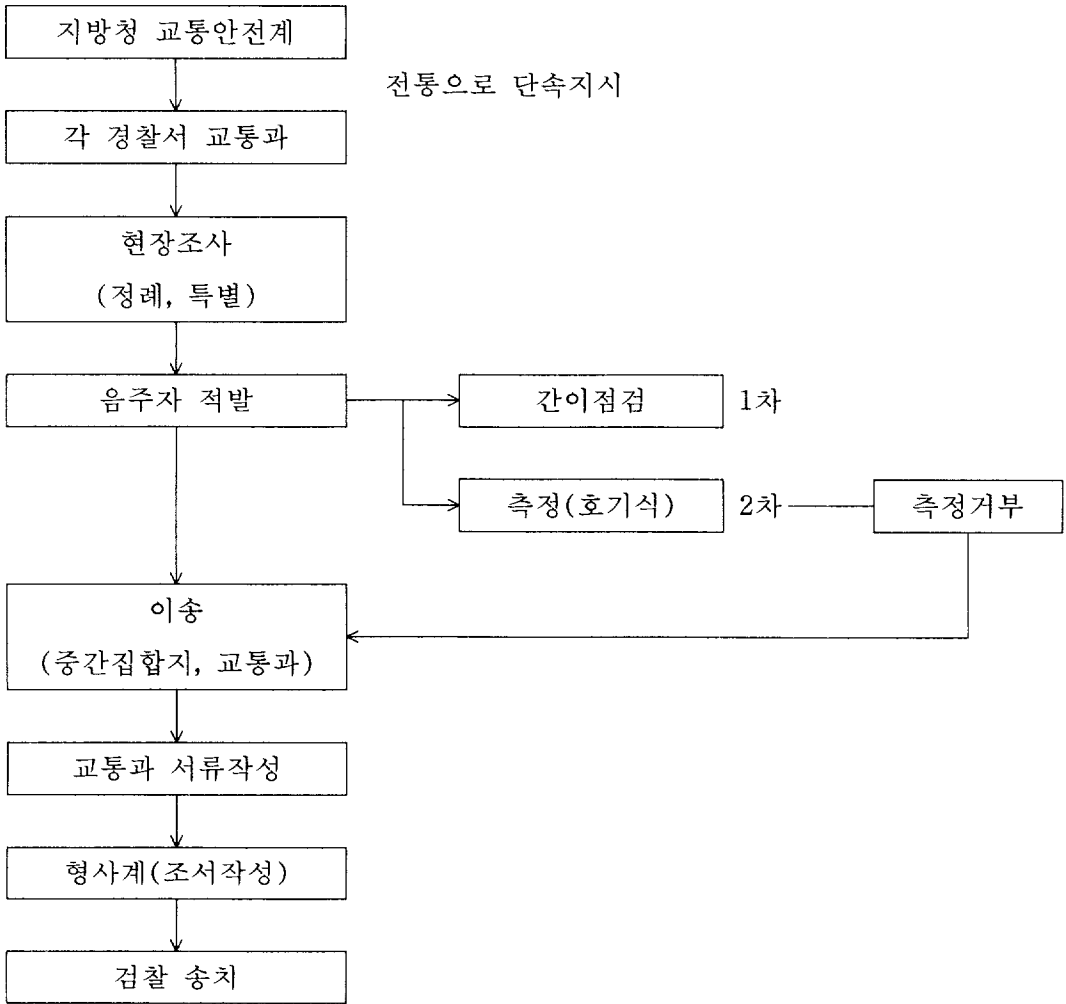 지방청 교통안전계
전통으로 단속지시
각 경찰서 교통과
현장조사
(정례, 특별)
음주자 적발
간이점검 1차
측정(호기식) 2차 측정거부
이송
(중간집합지, 교통과)
교통과 서류작성
형사계(조서작성)
검찰 송치